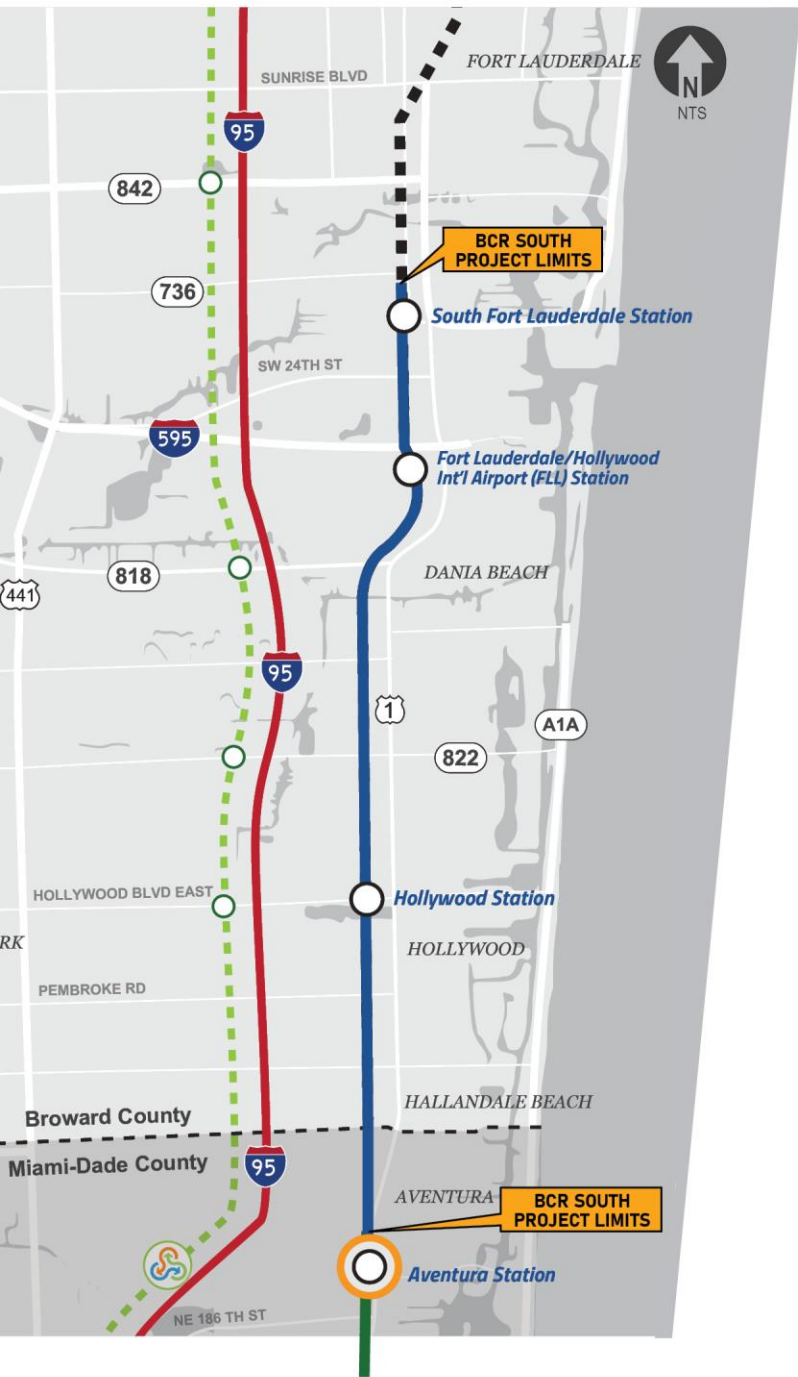 FORT LAUDERDALE
N
NTS
SUNRISE BLVD
95
842
BCR SOUTH
PROJECT LIMITS
736
South Fort Lauderdale Station
SW 24TH ST
595
Fort Lauderdale/Hollywood
Int'l Airport (FLL) Station
818
DANIA BEACH
441
95
1
A1A
822
HOLLYWOOD BLVD EAST
Hollywood Station
RK
HOLLYWOOD
PEMBROKE RD
HALLANDALE BEACH
Broward County
Miami-Dade County
95
AVENTURA
BCR SOUTH
PROJECT LIMITS
Aventura Station
NE 186 TH ST